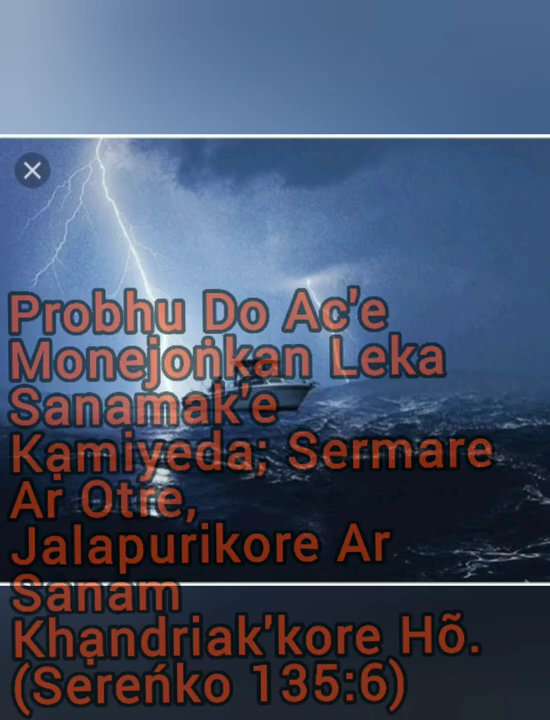 Probhu Do Ac'e
Monejoṅkan Leka
Sanamak'e
Kạmiyeda; Sermare
Ar Otre,
Jalapurikore Ar
Sanam
Khạndriak'kore Hõ.
(Sereńko 135:6)